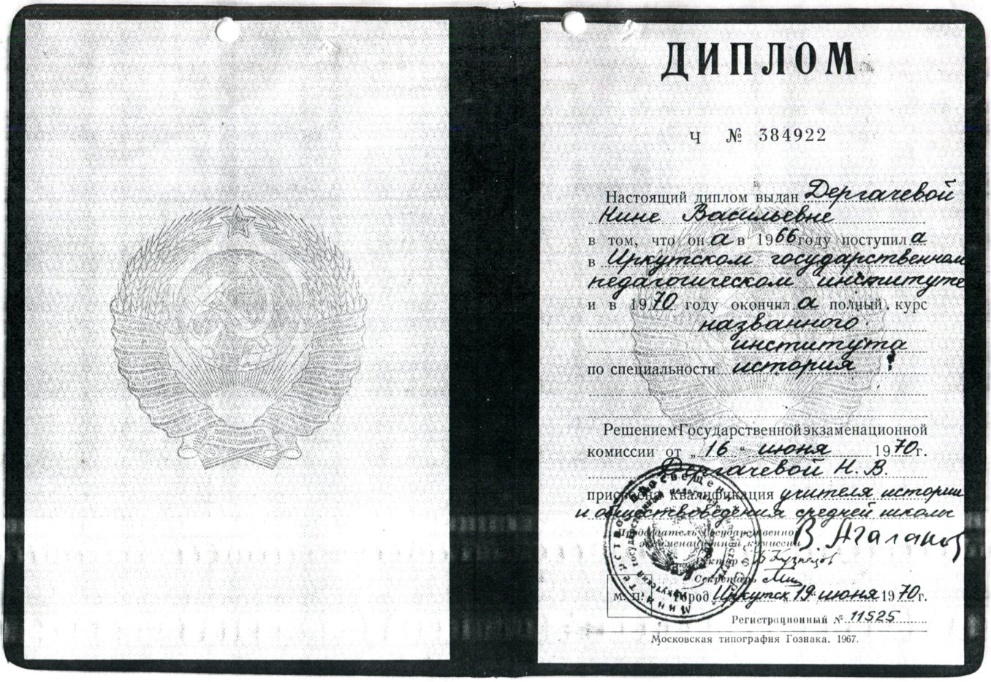 ДИПЛОМ
Ч № 384922
Настоящий диплом выдан Дергачевой
Нине Васильевне
в том, что она в 1966 году поступила
в Иркутском государственном
педагогическом институте
и в 1970 году окончила полный курс
названного
института
по специальности история
Решением Государственной экзаменационной
комиссии от „16" июня 1970 г.
Дергачевой Н. В.
присвоена квалификация учителя истории
и обществоведения средней школы
Председатель Государственной
экзаменационной комиссии
Ректор
Секретарь
М. П. Город Иркутск 19 июня 1970 г.
Регистрационный № 11525
Московская типография Гознака. 1967.